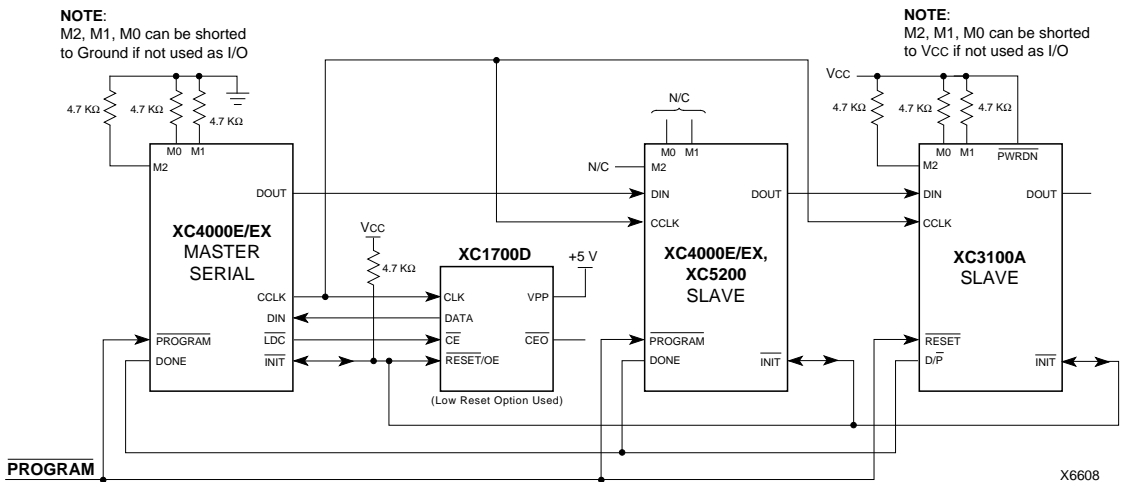 NOTE:
M2, M1, M0 can be shorted
to Ground if not used as I/O
NOTE:
M2, M1, M0 can be shorted
to VCC if not used as I/O
4.7 KΩ
4.7 KΩ
4.7 KΩ
M0 M1
M2
DOUT
XC4000E/EX
MASTER
SERIAL
CCLK
DIN
LDC
INIT
PROGRAM
DONE
VCC
4.7 KΩ
XC1700D
+5 V
CLK
VPP
DATA
CE
CEO
RESET/OE
(Low Reset Option Used)
N/C
M0 M1
N/C
M2
DIN
DOUT
CCLK
XC4000E/EX,
XC5200
SLAVE
PROGRAM
DONE
INIT
VCC
4.7 KΩ
4.7 KΩ
4.7 KΩ
M0 M1
PWRDN
M2
DIN
DOUT
CCLK
XC3100A
SLAVE
RESET
D/P
INIT
PROGRAM
X6608